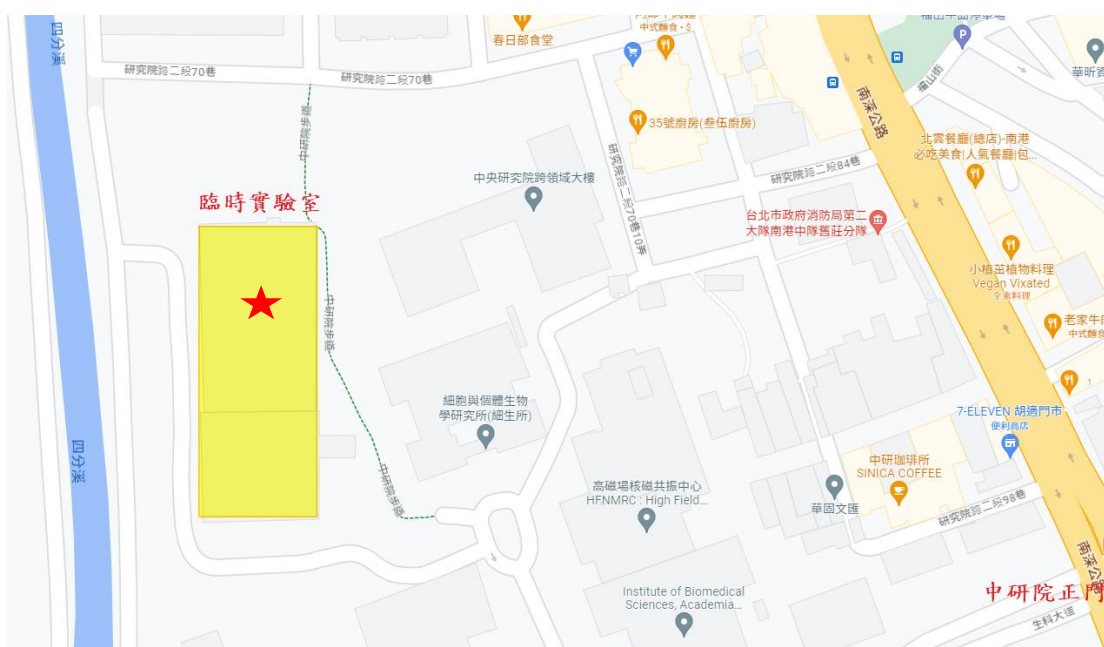 四分溪
春日部食堂
中式麵食・$
研究院路二段70巷
研究院路二段70巷
35號廚房(叁伍廚房)
南深公路
福山街
北雲餐廳(總店)-南港
必吃美食|人氣餐廳|包...
中研院步道
研究院路二段70巷10弄
中央研究院跨領域大樓
研究院路二段84巷
臨時實驗室
台北市政府消防局第二
大隊南港中隊舊莊分隊
小植茁植物料理
Vegan Vixated
全素料理
中研院步道
老家牛肉
中式麵食
細胞與個體生物
學研究所(細生所)
7-ELEVEN 胡適門市
便利商店
四分溪
中研院步道
中研珈琲所
SINICA COFFEE
高磁場核磁共振中心
HFNMRC : High Field...
華固文匯
研究院路二段98巷
南深公路
Institute of Biomedical
Sciences, Academia...
中研院正門
生科大道